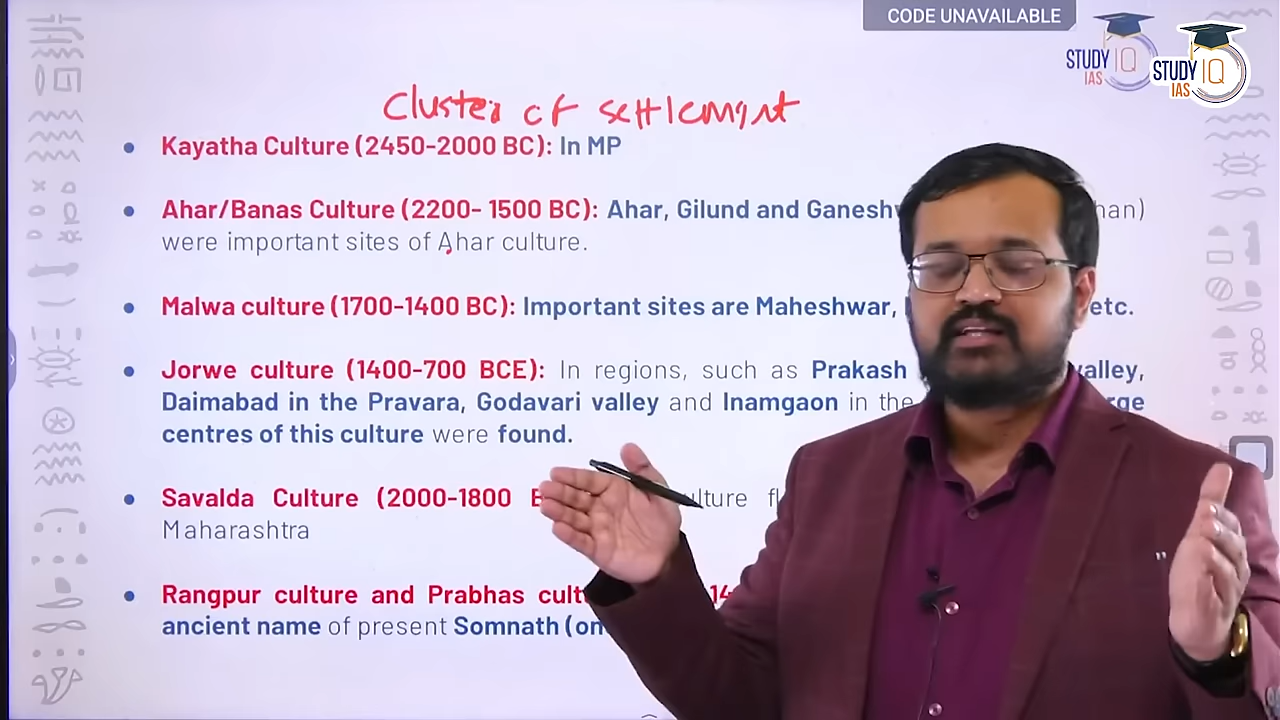 CODE UNAVAILABLE
STUDY IQ
IAS
STUDY IQ
IAS
Cluster of settlement
Kayatha Culture (2450-2000 BC): In MP
Ahar/Banas Culture (2200- 1500 BC): Ahar, Gilund and
were important sites of Ahar culture.
Malwa culture (1700-1400 BC): Important sites are Maheshwar, etc.
Jorwe culture (1400-700 BCE): In regions, such as Prakash valley,
Daimabad in the Pravara, Godavari valley and Inamgaon in the
centres of this culture were found.
Savalda Culture (2000-1800
Maharashtra
Rangpur culture and Prabhas
ancient name of present Somnath